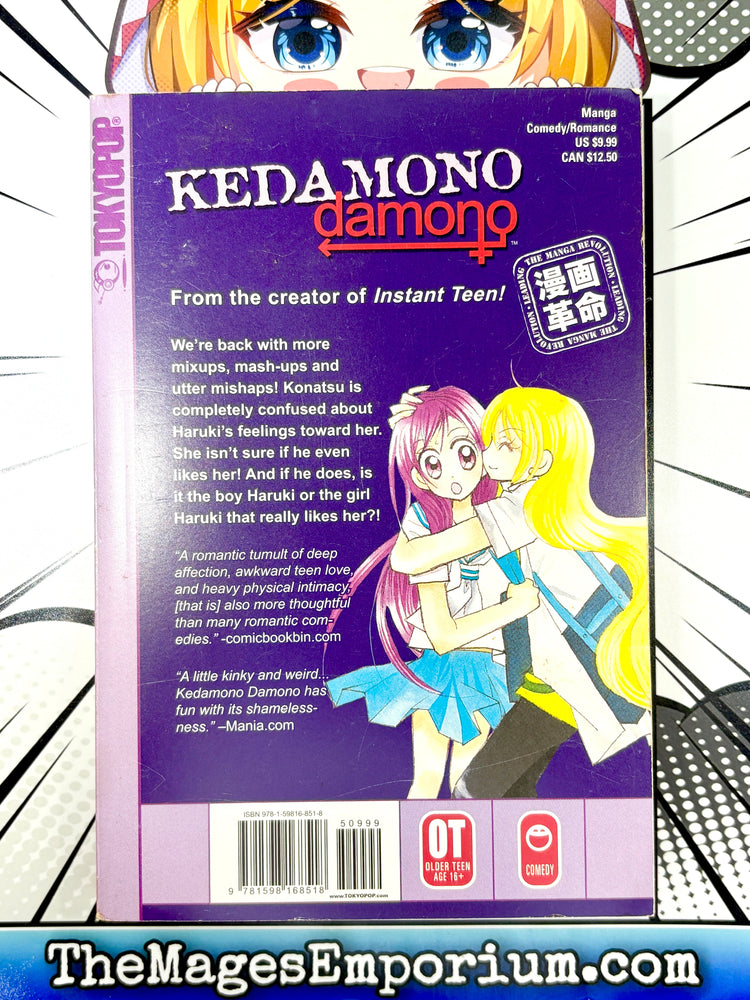 TOKYOPOP®
Manga
Comedy/Romance
US $9.99
CAN $12.50
KEDAMONO
damono™
LEADING THE MANGA REVOLUTION • LEADING THE MANGA REVOLUTION •
漫画
革命
From the creator of Instant Teen!
We're back with more
mixups, mash-ups and
utter mishaps! Konatsu is
completely confused about
Haruki's feelings toward her.
She isn't sure if he even
likes her! And if he does, is
it the boy Haruki or the girl
Haruki that really likes her?!
“A romantic tumult of deep
affection, awkward teen love,
and heavy physical intimacy,
[that is] also more thoughtful
than many romantic com-
edies.” -comicbookbin.com
“A little kinky and weird...
Kedamono Damono has
fun with its shameless-
ness.” –Mania.com
ISBN 978-1-59816-851-8
50999
9 781598 168518
www.TOKYOPOP.com
OT
OLDER TEEN
AGE 16+
COMEDY
TheMagesEmporium.com